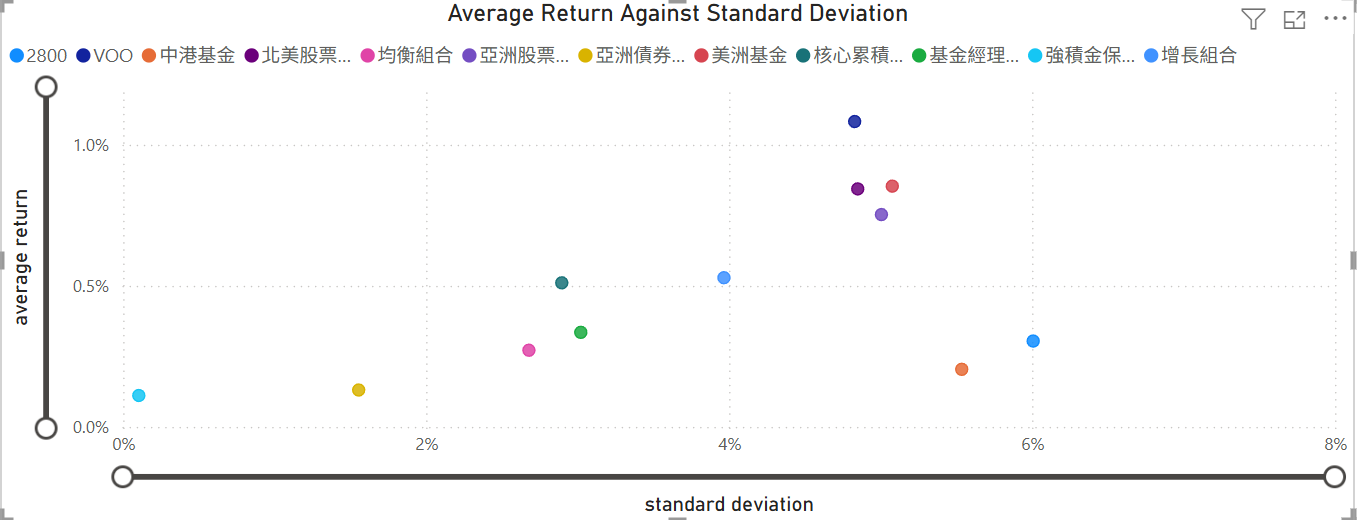 Average Return Against Standard Deviation
2800 VOO 中港基金 北美股票... 均衡組合 亞洲股票... 亞洲債券... 美洲基金 核心累積... 基金經理... 強積金保... 增長組合
average return
1.0%
0.5%
0.0%
0% 2% 4% 6% 8%
standard deviation